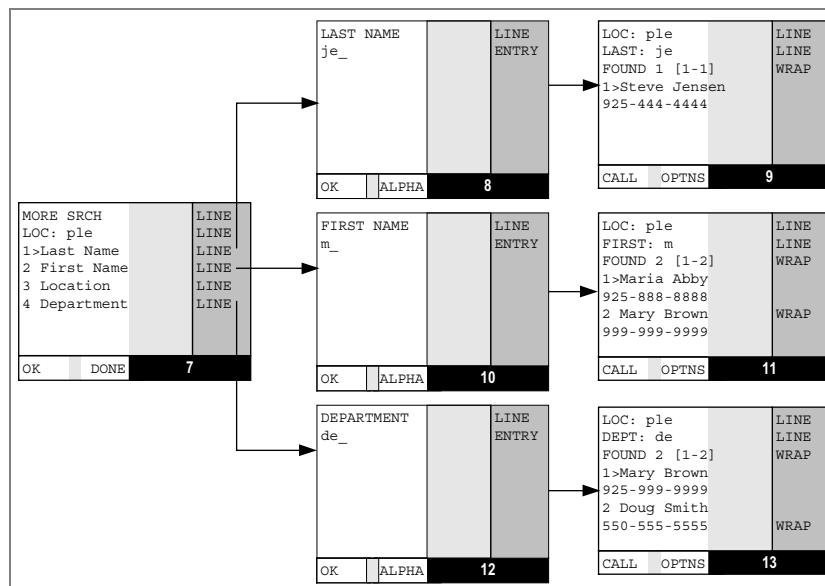 MORE SRCH LINE
LOC: ple LINE
1>Last Name LINE
2 First Name LINE
3 Location LINE
4 Department LINE
OK DONE 7
LAST NAME LINE
je_ ENTRY
OK ALPHA 8
LOC: ple LINE
LAST: je LINE
FOUND 1 [1-1] WRAP
1>Steve Jensen
925-444-4444
CALL OPTNS 9
FIRST NAME LINE
m_ ENTRY
OK ALPHA 10
LOC: ple LINE
FIRST: m LINE
FOUND 2 [1-2] WRAP
1>Maria Abby
925-888-8888
2 Mary Brown WRAP
999-999-9999
CALL OPTNS 11
DEPARTMENT LINE
de_ ENTRY
OK ALPHA 12
LOC: ple LINE
DEPT: de LINE
FOUND 2 [1-2] WRAP
1>Mary Brown
925-999-9999
2 Doug Smith
550-555-5555 WRAP
CALL OPTNS 13